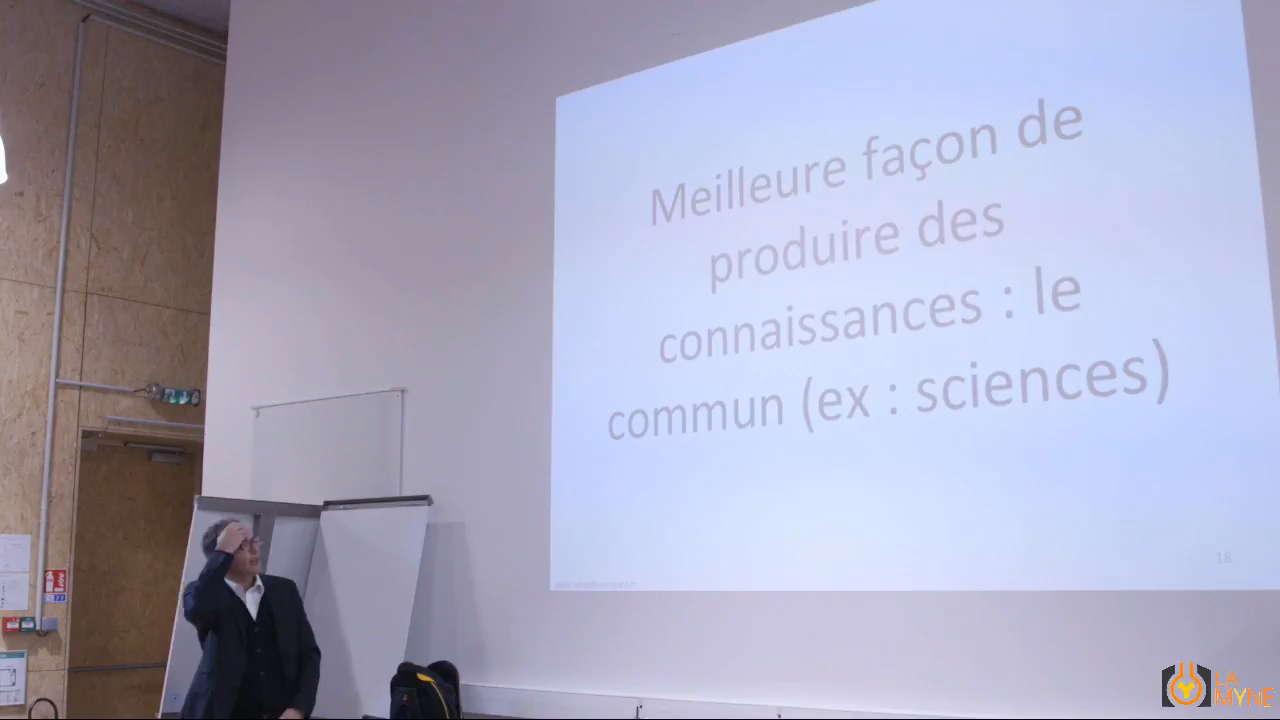 Meilleure façon de
produire des
connaissances : le
commun (ex : sciences)
18
LA
MYNE